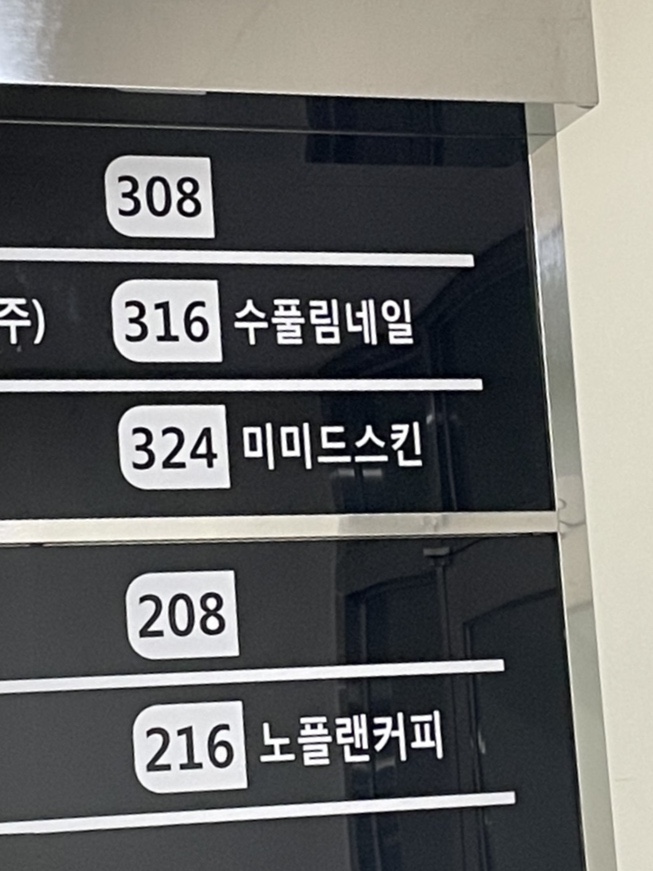 308
주) 316 수풀림네일
324 미미드스킨
208
216 노플랜커피